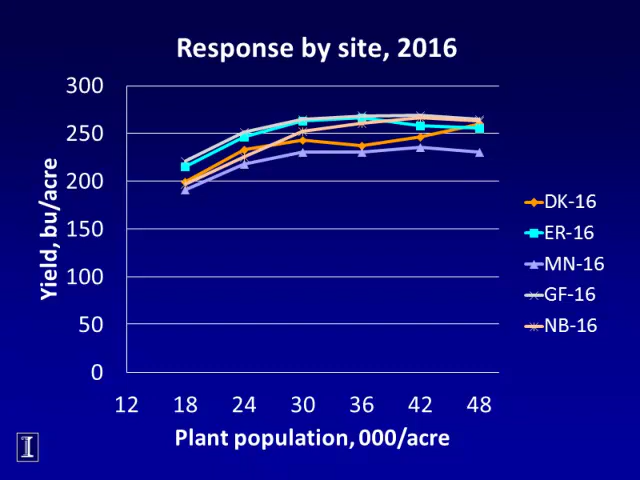 Response by site, 2016
300
250
200
150
100
50
0
Yield, bu/acre
12 18 24 30 36 42 48
Plant population, 000/acre
DK-16
ER-16
MN-16
GF-16
NB-16
I